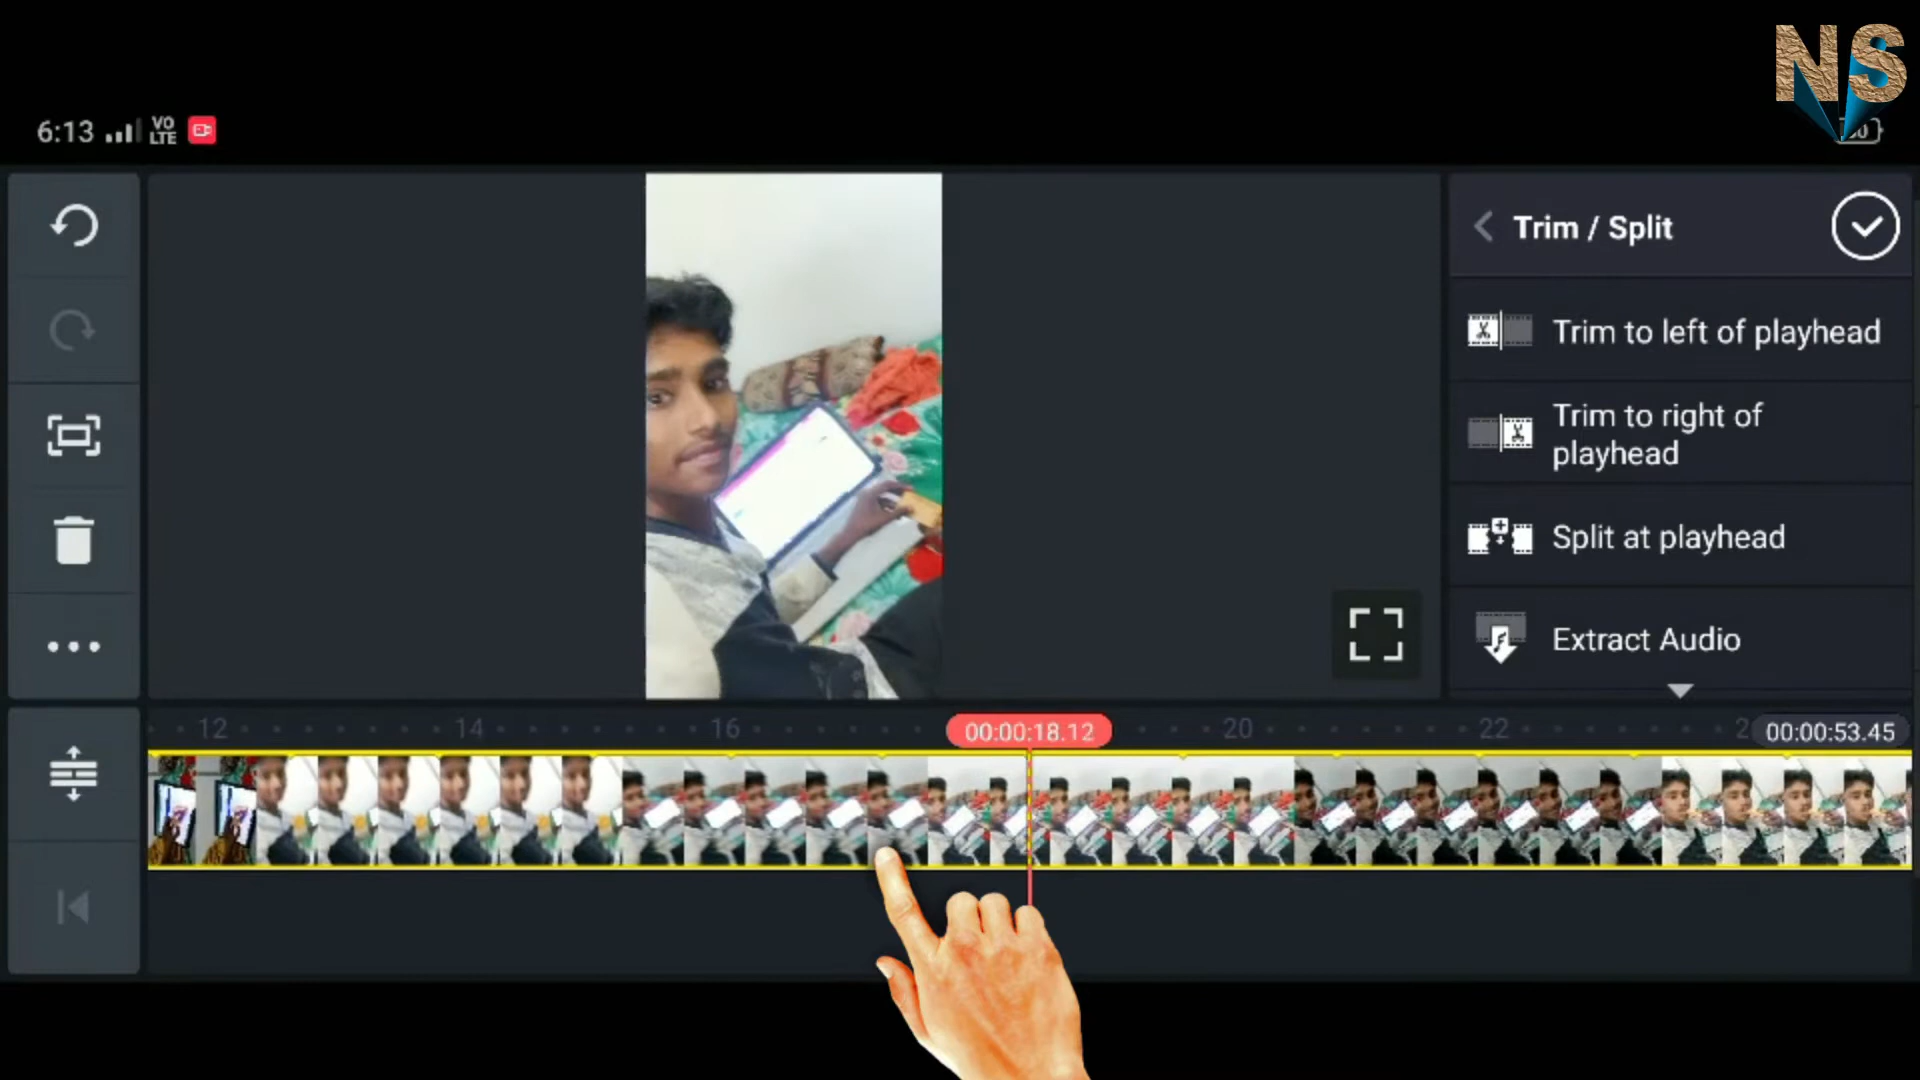 NS
6:13 VO LTE
Trim / Split
Trim to left of playhead
Trim to right of
playhead
Split at playhead
Extract Audio
12 14 16 00:00:18.12 20 22 00:00:53.45